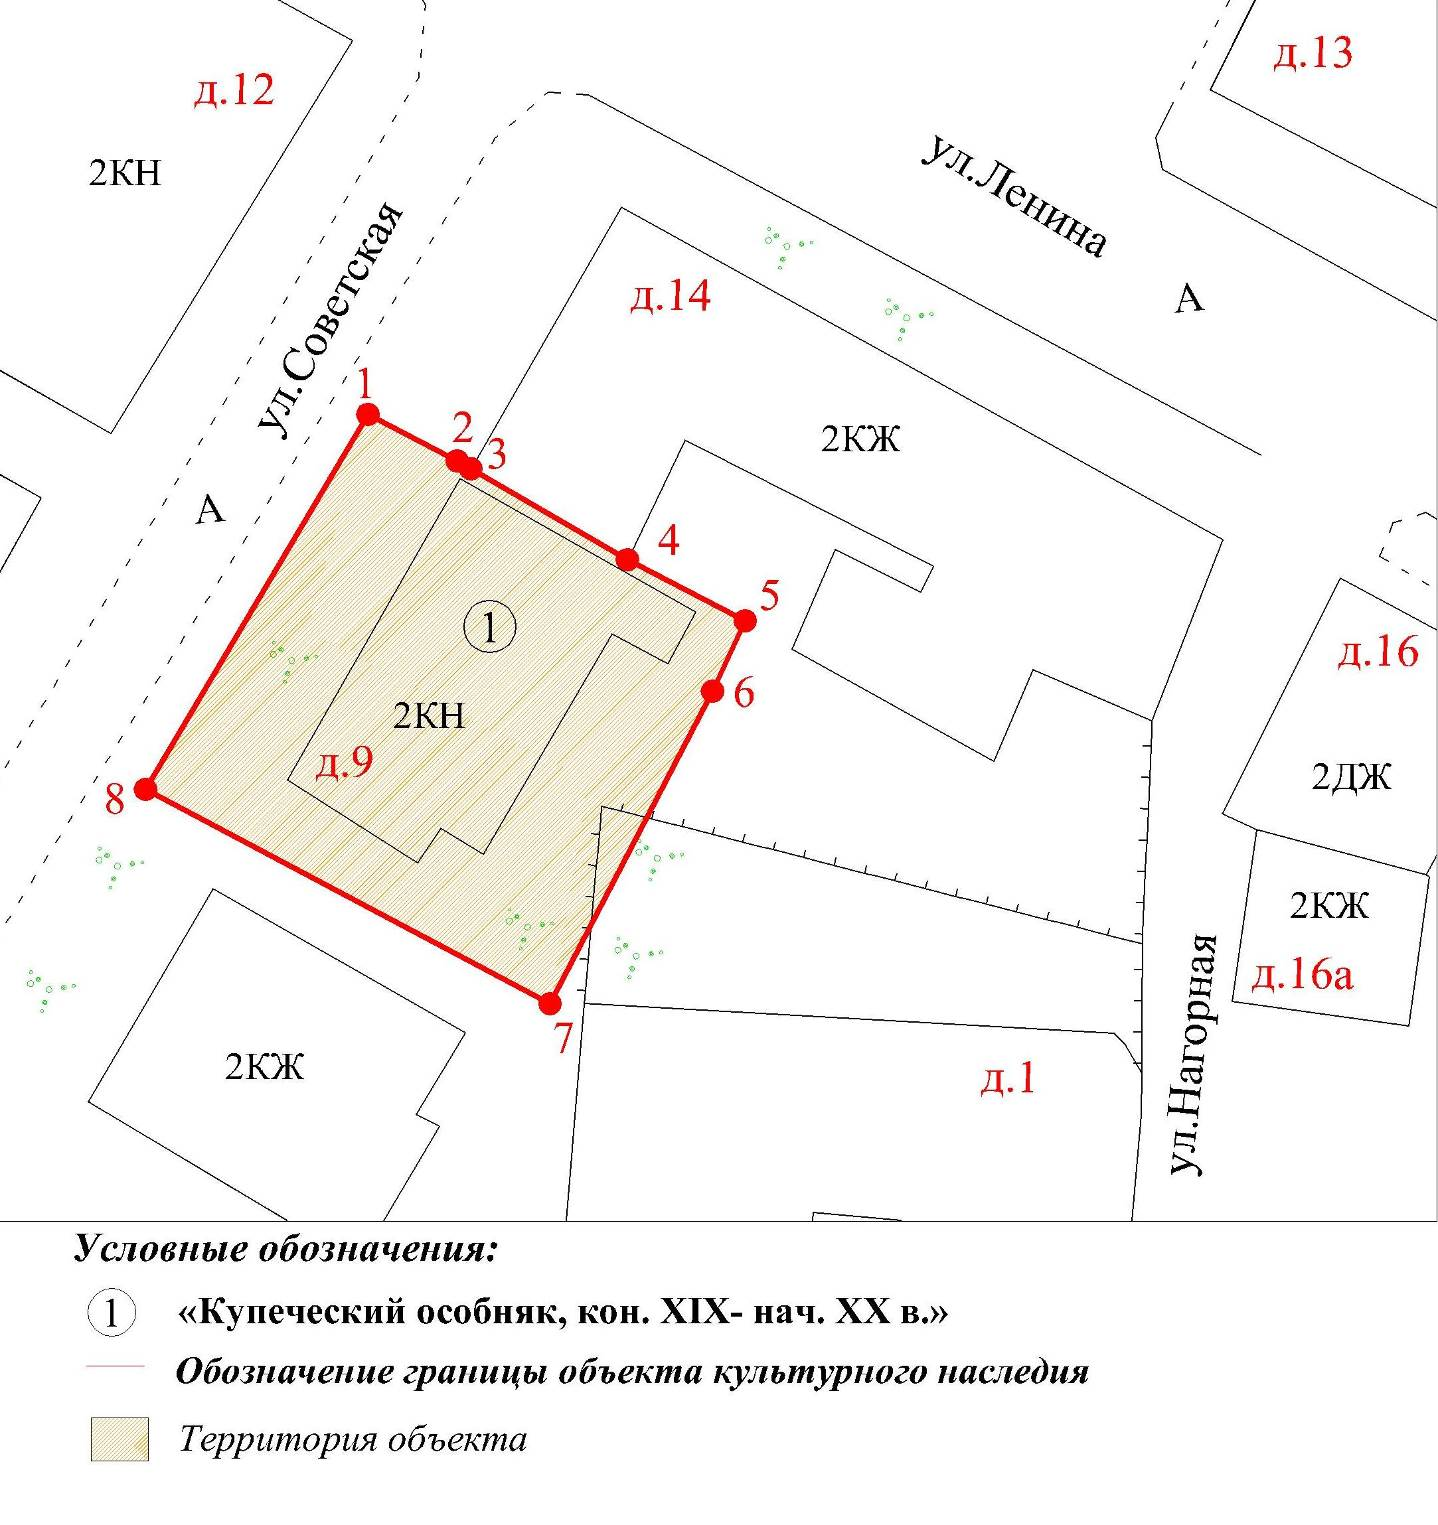 д.13
д.12
2КН
ул.Ленина
ул.Советская
д.14
А
1
2
3
2КЖ
А
4
5
1
д.16
6
2КН
д.9
2ДЖ
8
2КЖ
д.16а
7
2КЖ
д.1
ул.Нагорная
Условные обозначения:
1 «Купеческий особняк, кон. XIX- нач. XX в.»
Обозначение границы объекта культурного наследия
Территория объекта